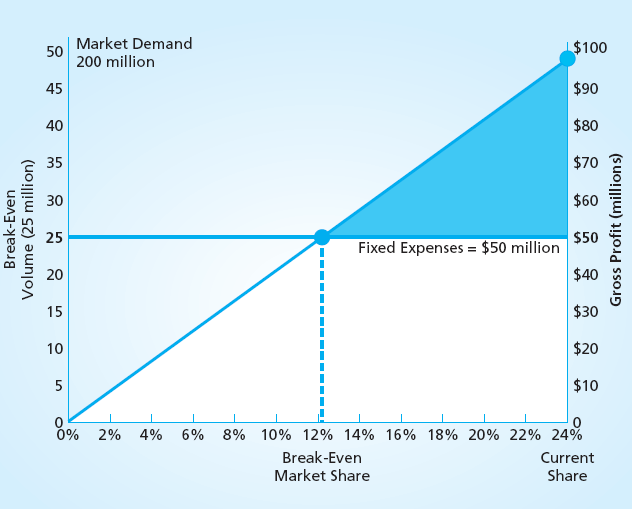 Market Demand
200 million
Break-Even
Volume (25 million)
50
45
40
35
30
25
20
15
10
5
0
$100
$90
$80
$70
$60
$50
$40
$30
$20
$10
0
Gross Profit (millions)
Fixed Expenses = $50 million
0% 2% 4% 6% 8% 10% 12% 14% 16% 18% 20% 22% 24%
Break-Even
Market Share
Current
Share